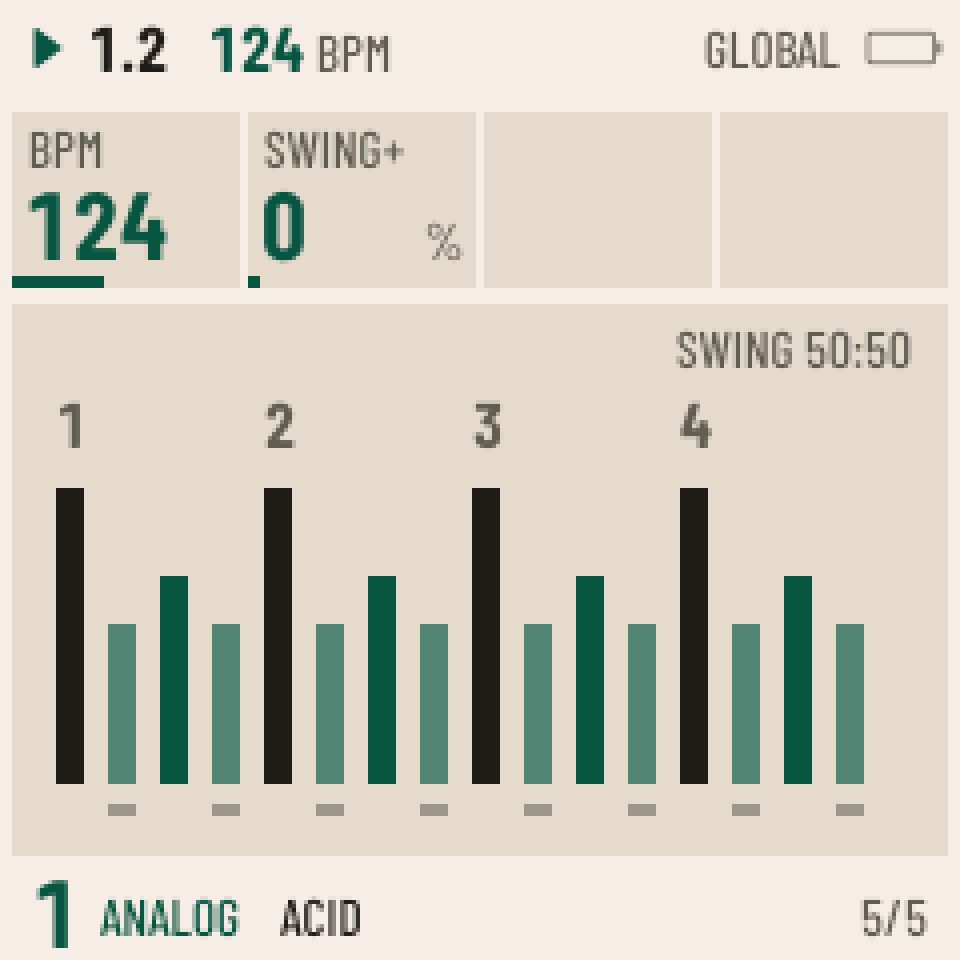 1.2 124 BPM GLOBAL
BPM SWING+
124 0 %
SWING 50:50
1 2 3 4
1 ANALOG ACID 5/5